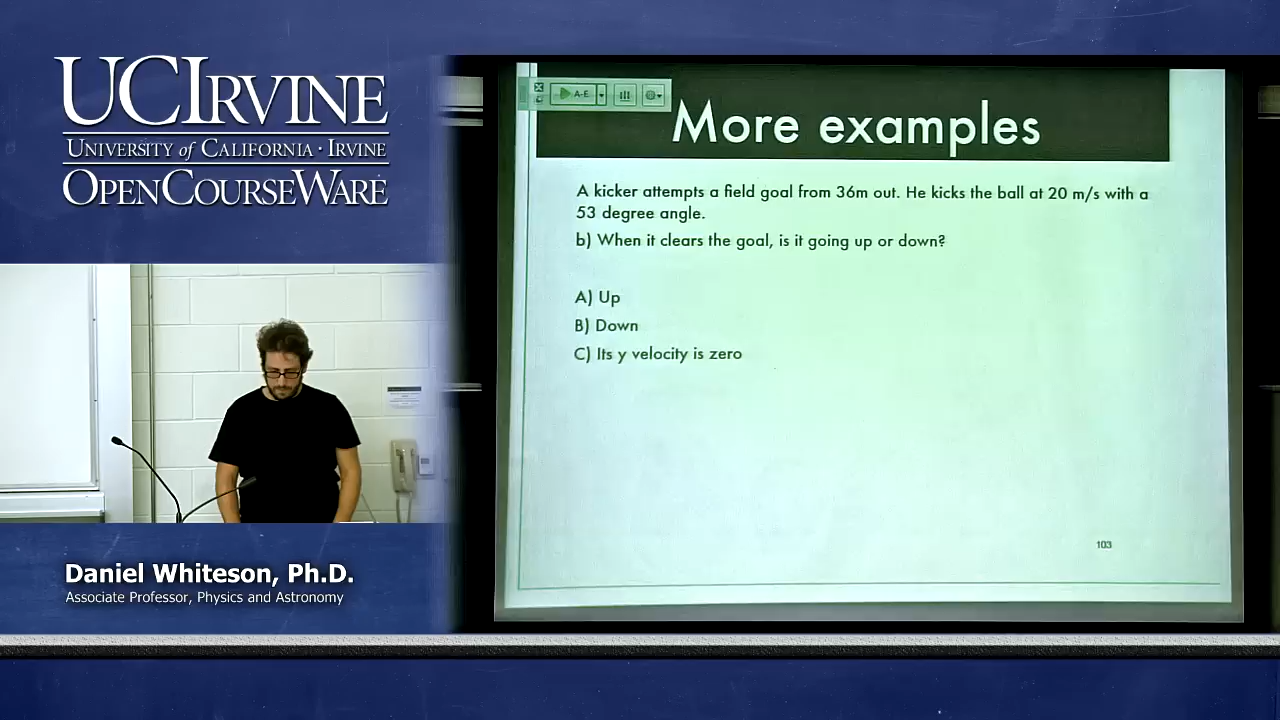 UCIRVINE
UNIVERSITY of CALIFORNIA · IRVINE
OPENCOURSEWARE
A-E
More examples
A kicker attempts a field goal from 36m out. He kicks the ball at 20 m/s with a
53 degree angle.
b) When it clears the goal, is it going up or down?
A) Up
B) Down
C) Its y velocity is zero
103
Daniel Whiteson, Ph.D.
Associate Professor, Physics and Astronomy